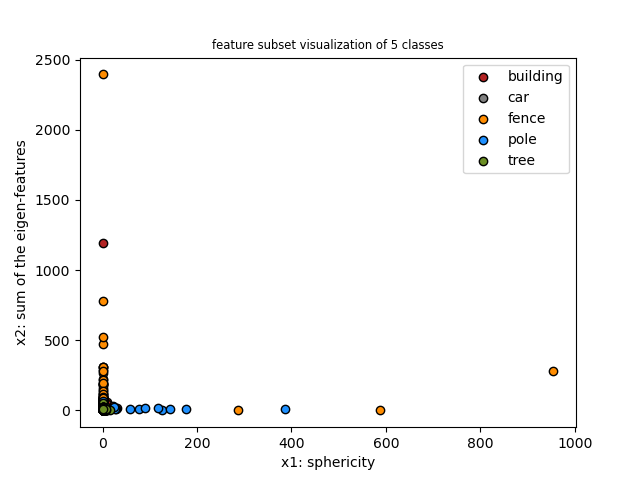 feature subset visualization of 5 classes
2500
2000
1500
1000
500
0
x2: sum of the eigen-features
building
car
fence
pole
tree
0 200 400 600 800 1000
x1: sphericity